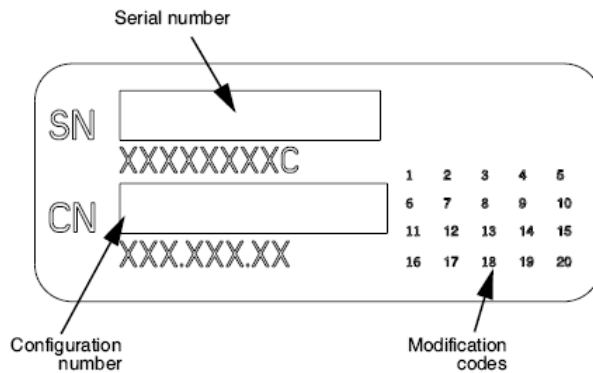 Serial number
SN
XXXXXXXXC
CN
XXX.XXX.XX
1 2 3 4 5
6 7 8 9 10
11 12 13 14 15
16 17 18 19 20
Configuration
number
Modification
codes